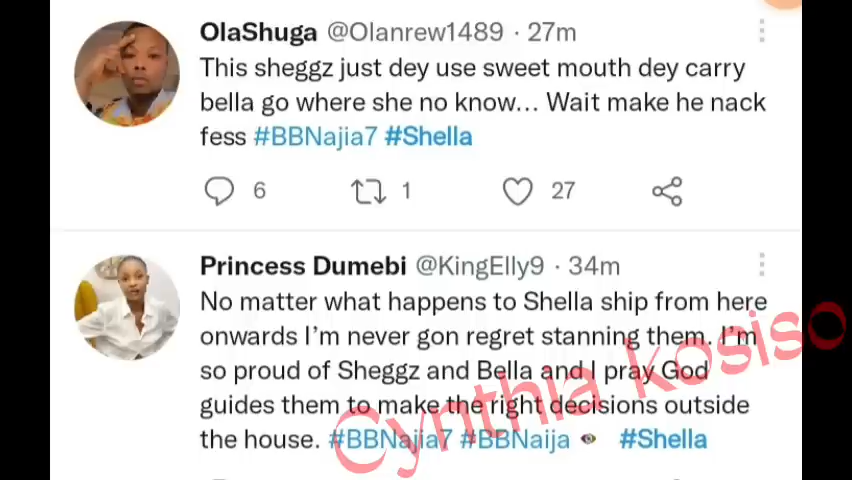 OlaShuga @Olanrew1489 · 27m
This sheggz just dey use sweet mouth dey carry
bella go where she no know... Wait make he nack
fess #BBNajia7 #Shella
6 1 27
Princess Dumebi @KingElly9 · 34m
No matter what happens to Shella ship from here
onwards I'm never gon regret stanning them. I'm
so proud of Sheggz and Bella and I pray God
guides them to make the right decisions outside
the house. #BBNajia7 #BBNaija #Shella
Cynthia kosiso